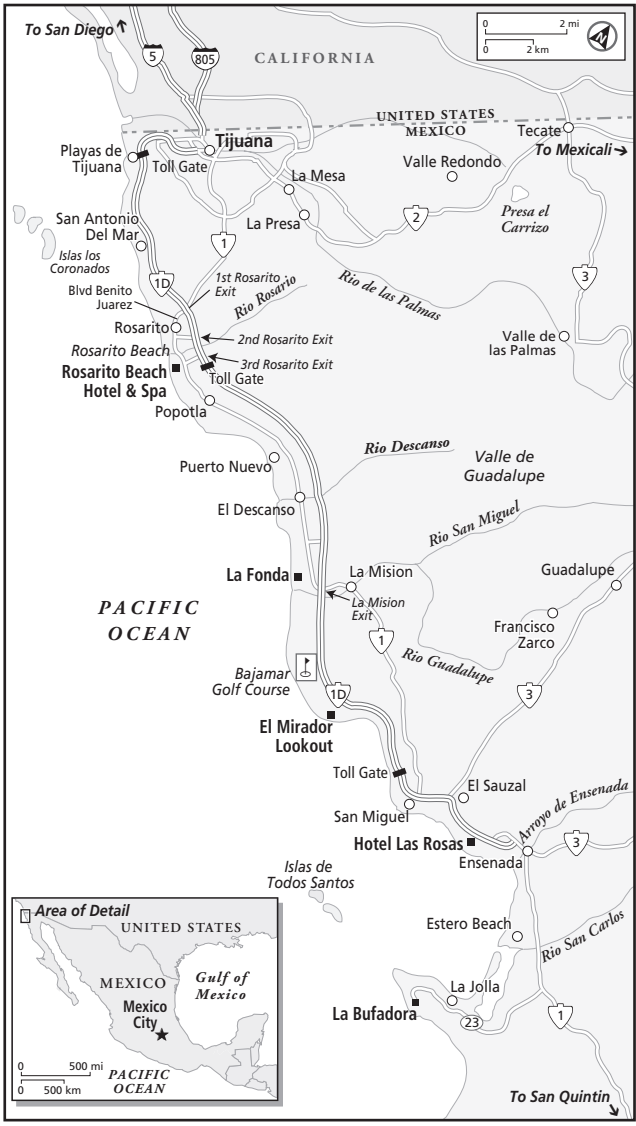 To San Diego
5
805
CALIFORNIA
0 2 mi
0 2 km
N
UNITED STATES
MEXICO
Tecate
To Mexicali
Playas de
Tijuana
Tijuana
Toll Gate
Valle Redondo
La Mesa
La Presa
2
Presa el
Carrizo
San Antonio
Del Mar
Islas los
Coronados
1
3
1D
Blvd Benito
Juarez
1st Rosarito
Exit
Rio Rosario
Rio de las Palmas
Rosarito
2nd Rosarito Exit
Valle de
las Palmas
Rosarito Beach
3rd Rosarito Exit
Rosarito Beach
Hotel & Spa
Toll Gate
Popotla
Rio Descanso
Puerto Nuevo
Valle de
Guadalupe
El Descanso
Rio San Miguel
La Fonda
La Mision
Guadalupe
PACIFIC
OCEAN
La Mision
Exit
Francisco
Zarco
1
Rio Guadalupe
Bajamar
Golf Course
1D
3
El Mirador
Lookout
Toll Gate
El Sauzal
San Miguel
Arroyo de Ensenada
Hotel Las Rosas
3
Ensenada
Islas de
Todos Santos
Estero Beach
Rio San Carlos
La Jolla
La Bufadora
23
1
To San Quintin
Area of Detail
UNITED STATES
MEXICO
Gulf of
Mexico
Mexico
City
0 500 mi
0 500 km
PACIFIC
OCEAN